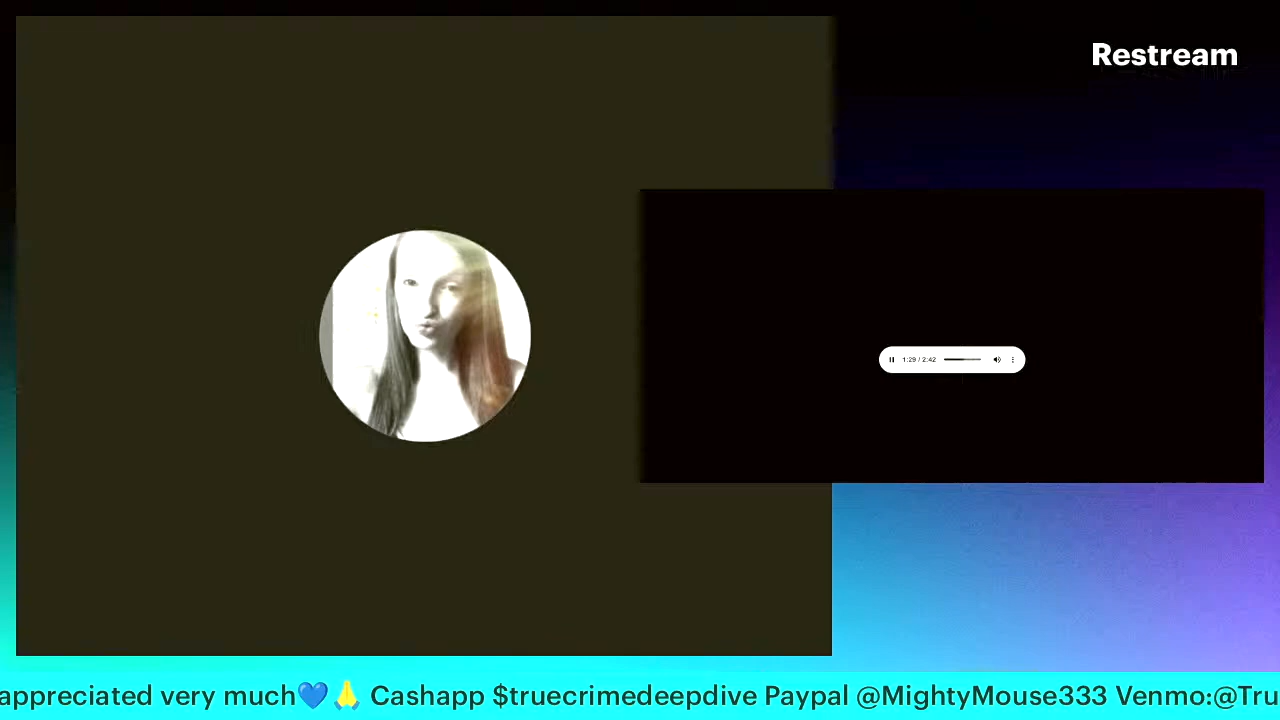 Restream
1:29 / 2:42
appreciated very much💙🙏 Cashapp $truecrimedeepdive Paypal @MightyMouse333 Venmo:@Tru